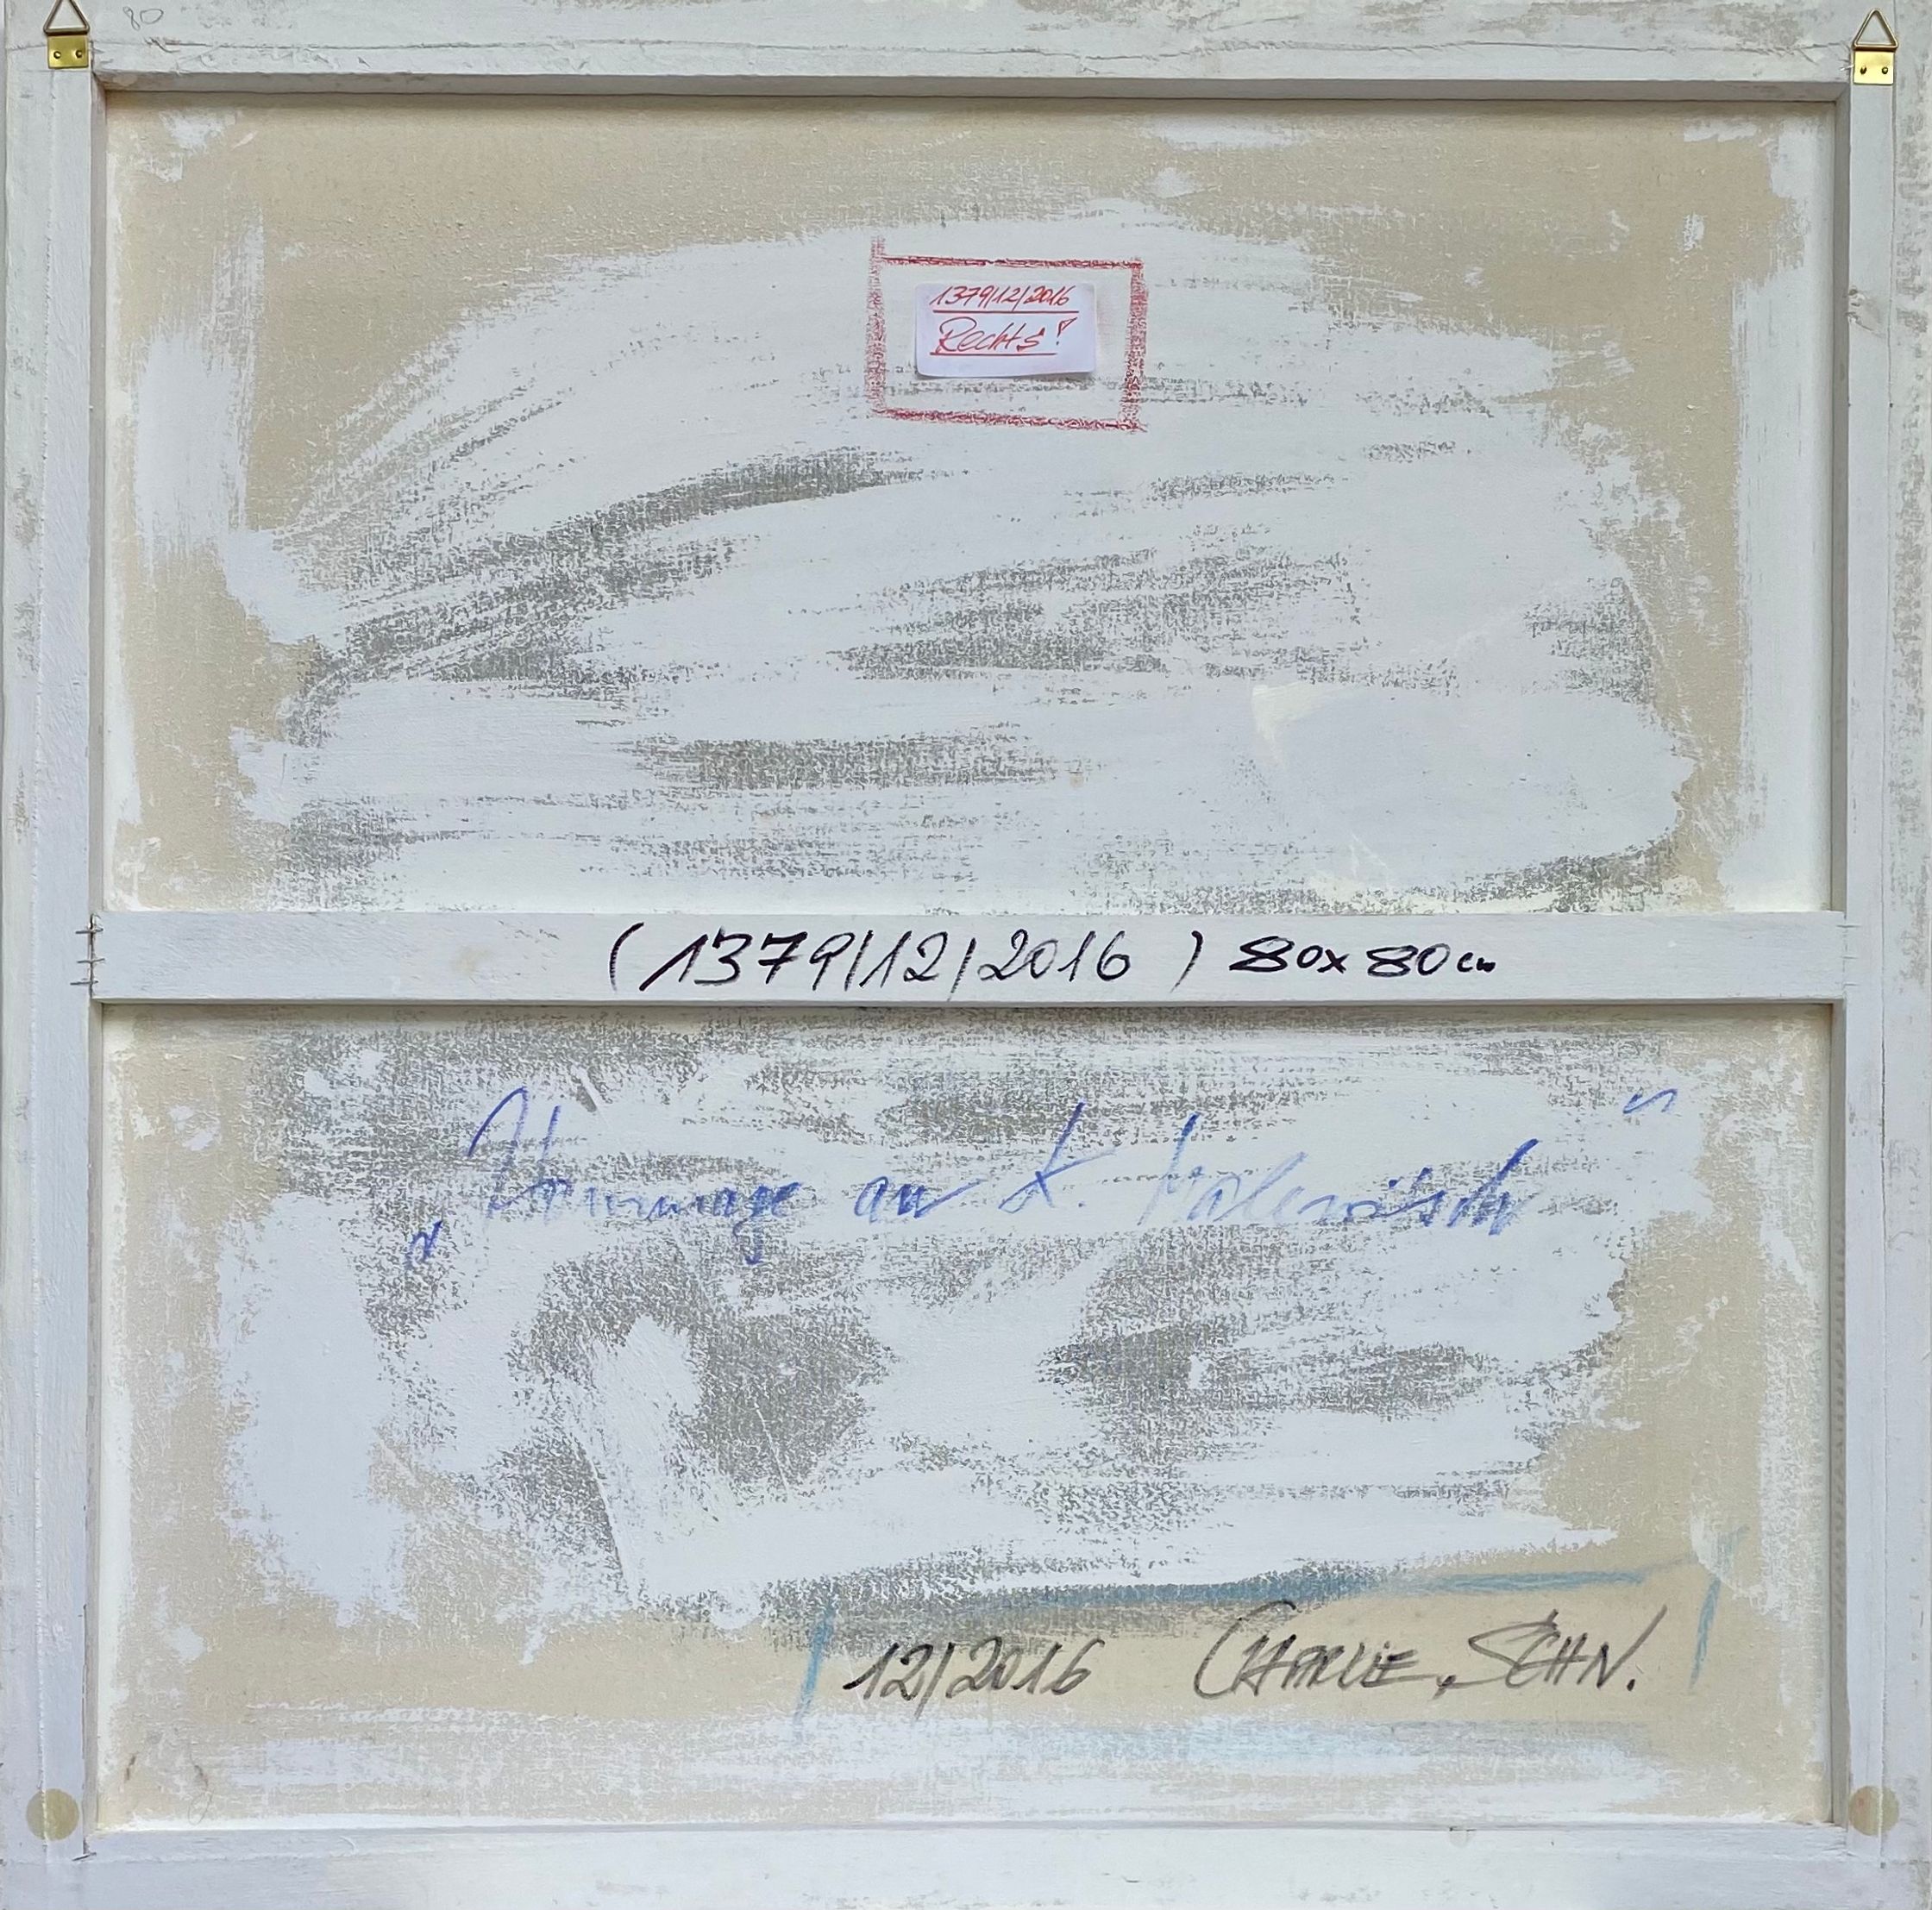 80
1379/12/2016
Rechts!
(1379/12/2016) 80x80cm
„Hommage an K. Malewitsch“
12/2016 CHARLIE. SCHN.